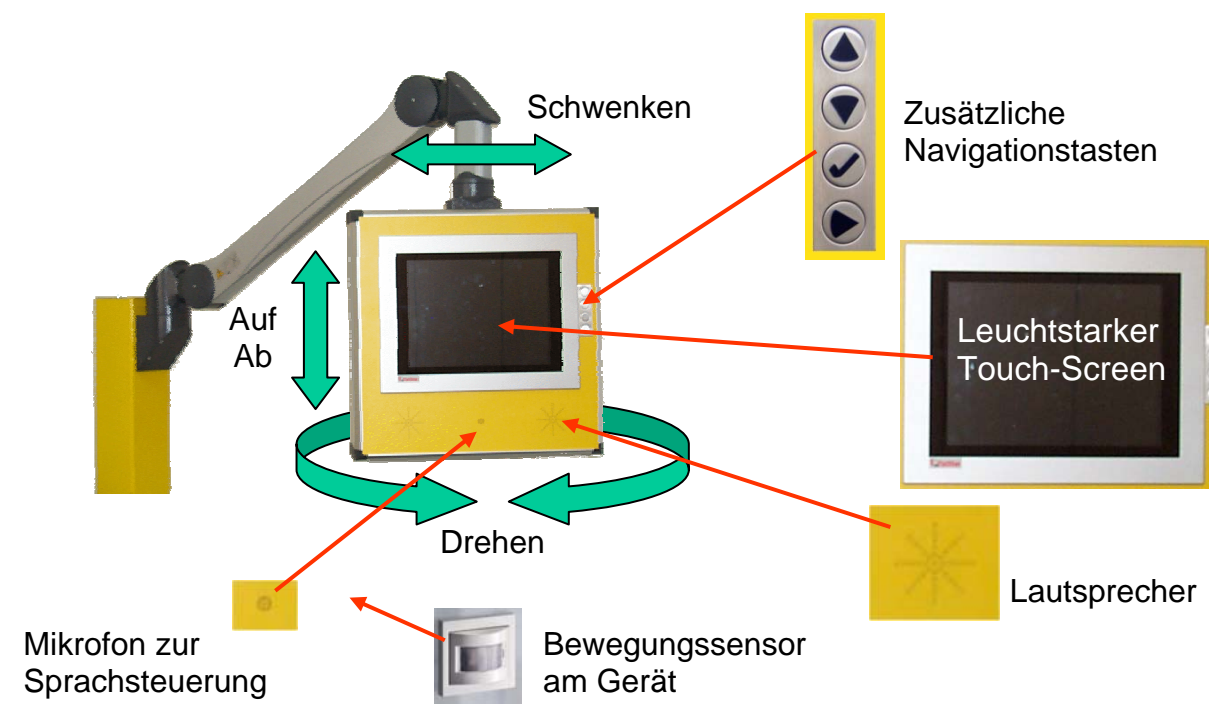 Schwenken
Zusätzliche
Navigationstasten
Auf
Ab
Leuchtstarker
Touch-Screen
Drehen
Lautsprecher
Mikrofon zur
Sprachsteuerung
Bewegungssensor
am Gerät